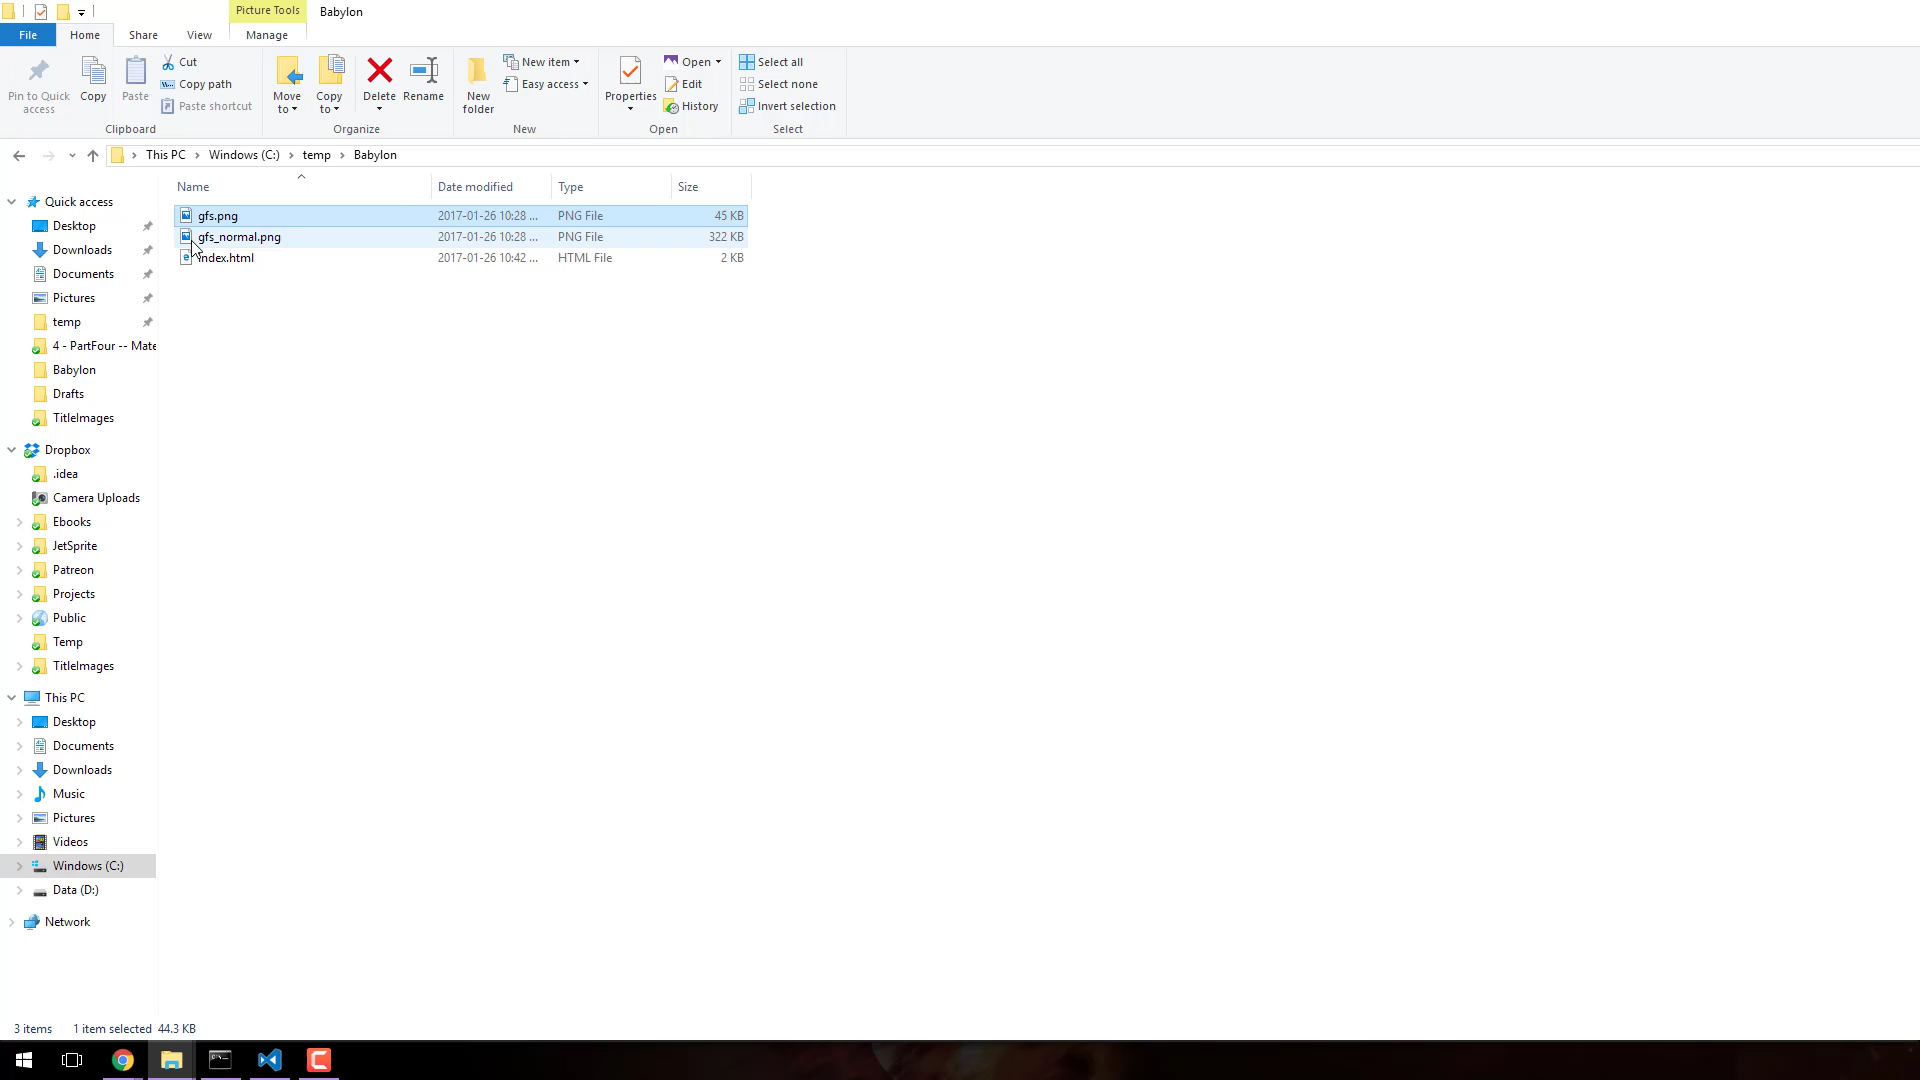 Picture Tools Babylon
File Home Share View Manage
Pin to Quick access
Copy
Paste
Cut
Copy path
Paste shortcut
Clipboard
Move to
Copy to
Delete
Rename
Organize
New folder
New item
Easy access
New
Properties
Open
Edit
History
Open
Select all
Select none
Invert selection
Select
This PC Windows (C:) temp Babylon
Name Date modified Type Size
gfs.png 2017-01-26 10:28 ... PNG File 45 KB
gfs_normal.png 2017-01-26 10:28 ... PNG File 322 KB
index.html 2017-01-26 10:42 ... HTML File 2 KB
Quick access
Desktop
Downloads
Documents
Pictures
temp
4 - PartFour -- Mate
Babylon
Drafts
TitleImages
Dropbox
.idea
Camera Uploads
Ebooks
JetSprite
Patreon
Projects
Public
Temp
TitleImages
This PC
Desktop
Documents
Downloads
Music
Pictures
Videos
Windows (C:)
Data (D:)
Network
3 items 1 item selected 44.3 KB